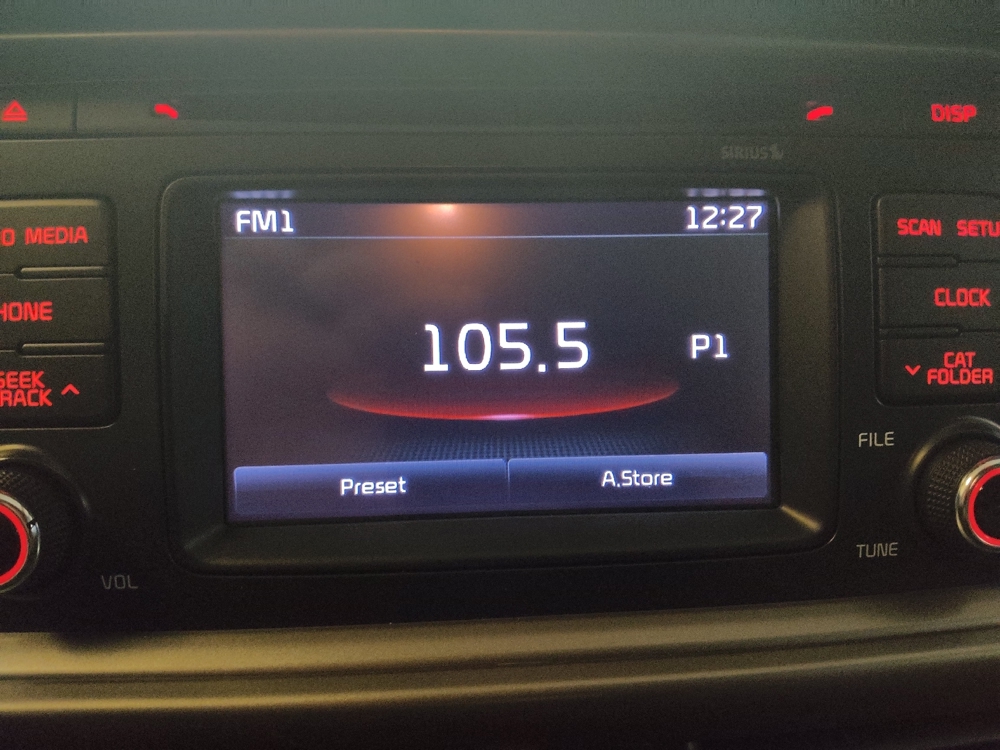 DISP
SIRIUS
FM1
12:27
O MEDIA
SCAN SETU
HONE
CLOCK
105.5
P1
SEEK
RACK
CAT
FOLDER
FILE
Preset
A.Store
TUNE
VOL